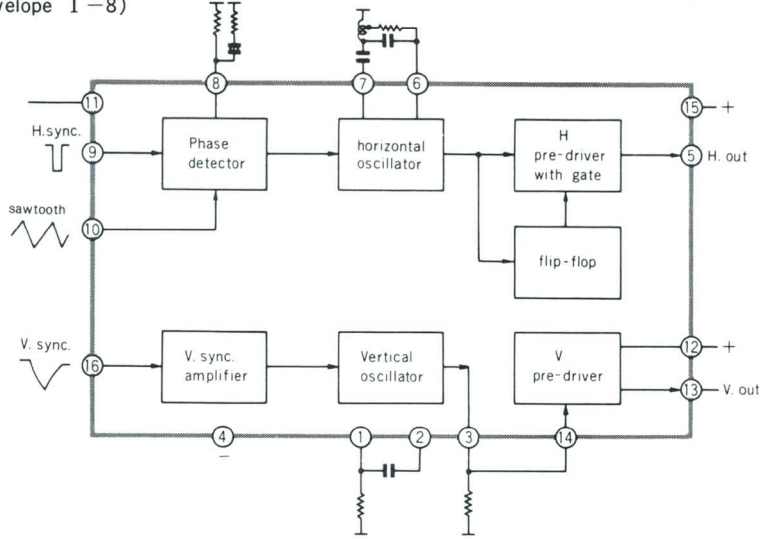 velope 1-8)
8
7
6
11
15 +
H.sync.
9
Phase
detector
horizontal
oscillator
H
pre-driver
with gate
5 H. out
sawtooth
10
flip-flop
V. sync.
16
V. sync.
amplifier
Vertical
oscillator
V
pre-driver
12 +
13 V. out
4
1
2
3
14
−